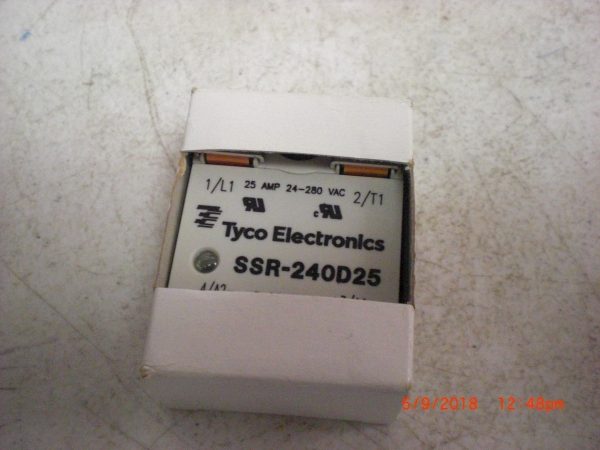 1/L1 25 AMP 24-280 VAC 2/T1
c
Tyco Electronics
SSR-240D25
5/9/2018 12:48pm